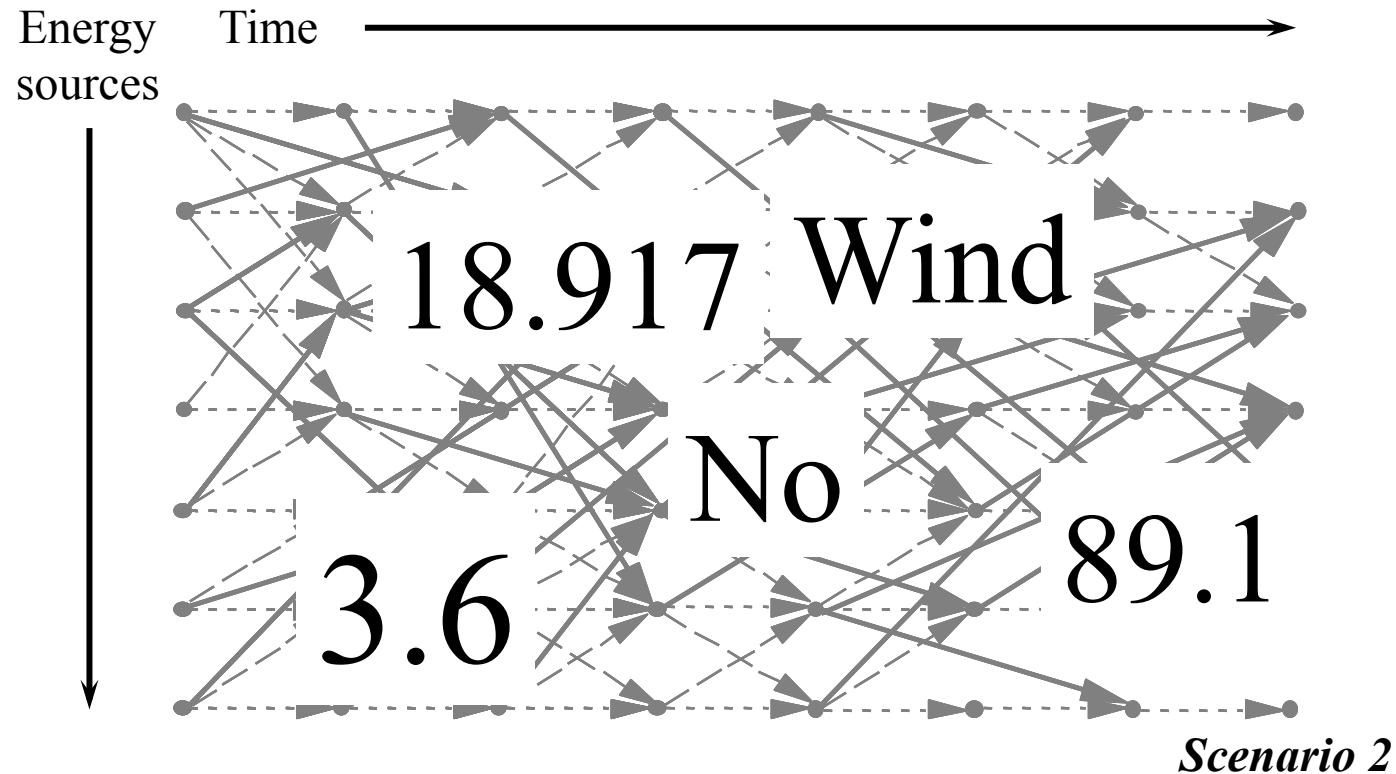 Energy
sources
Time
18.917
Wind
No
3.6
89.1
Scenario 2